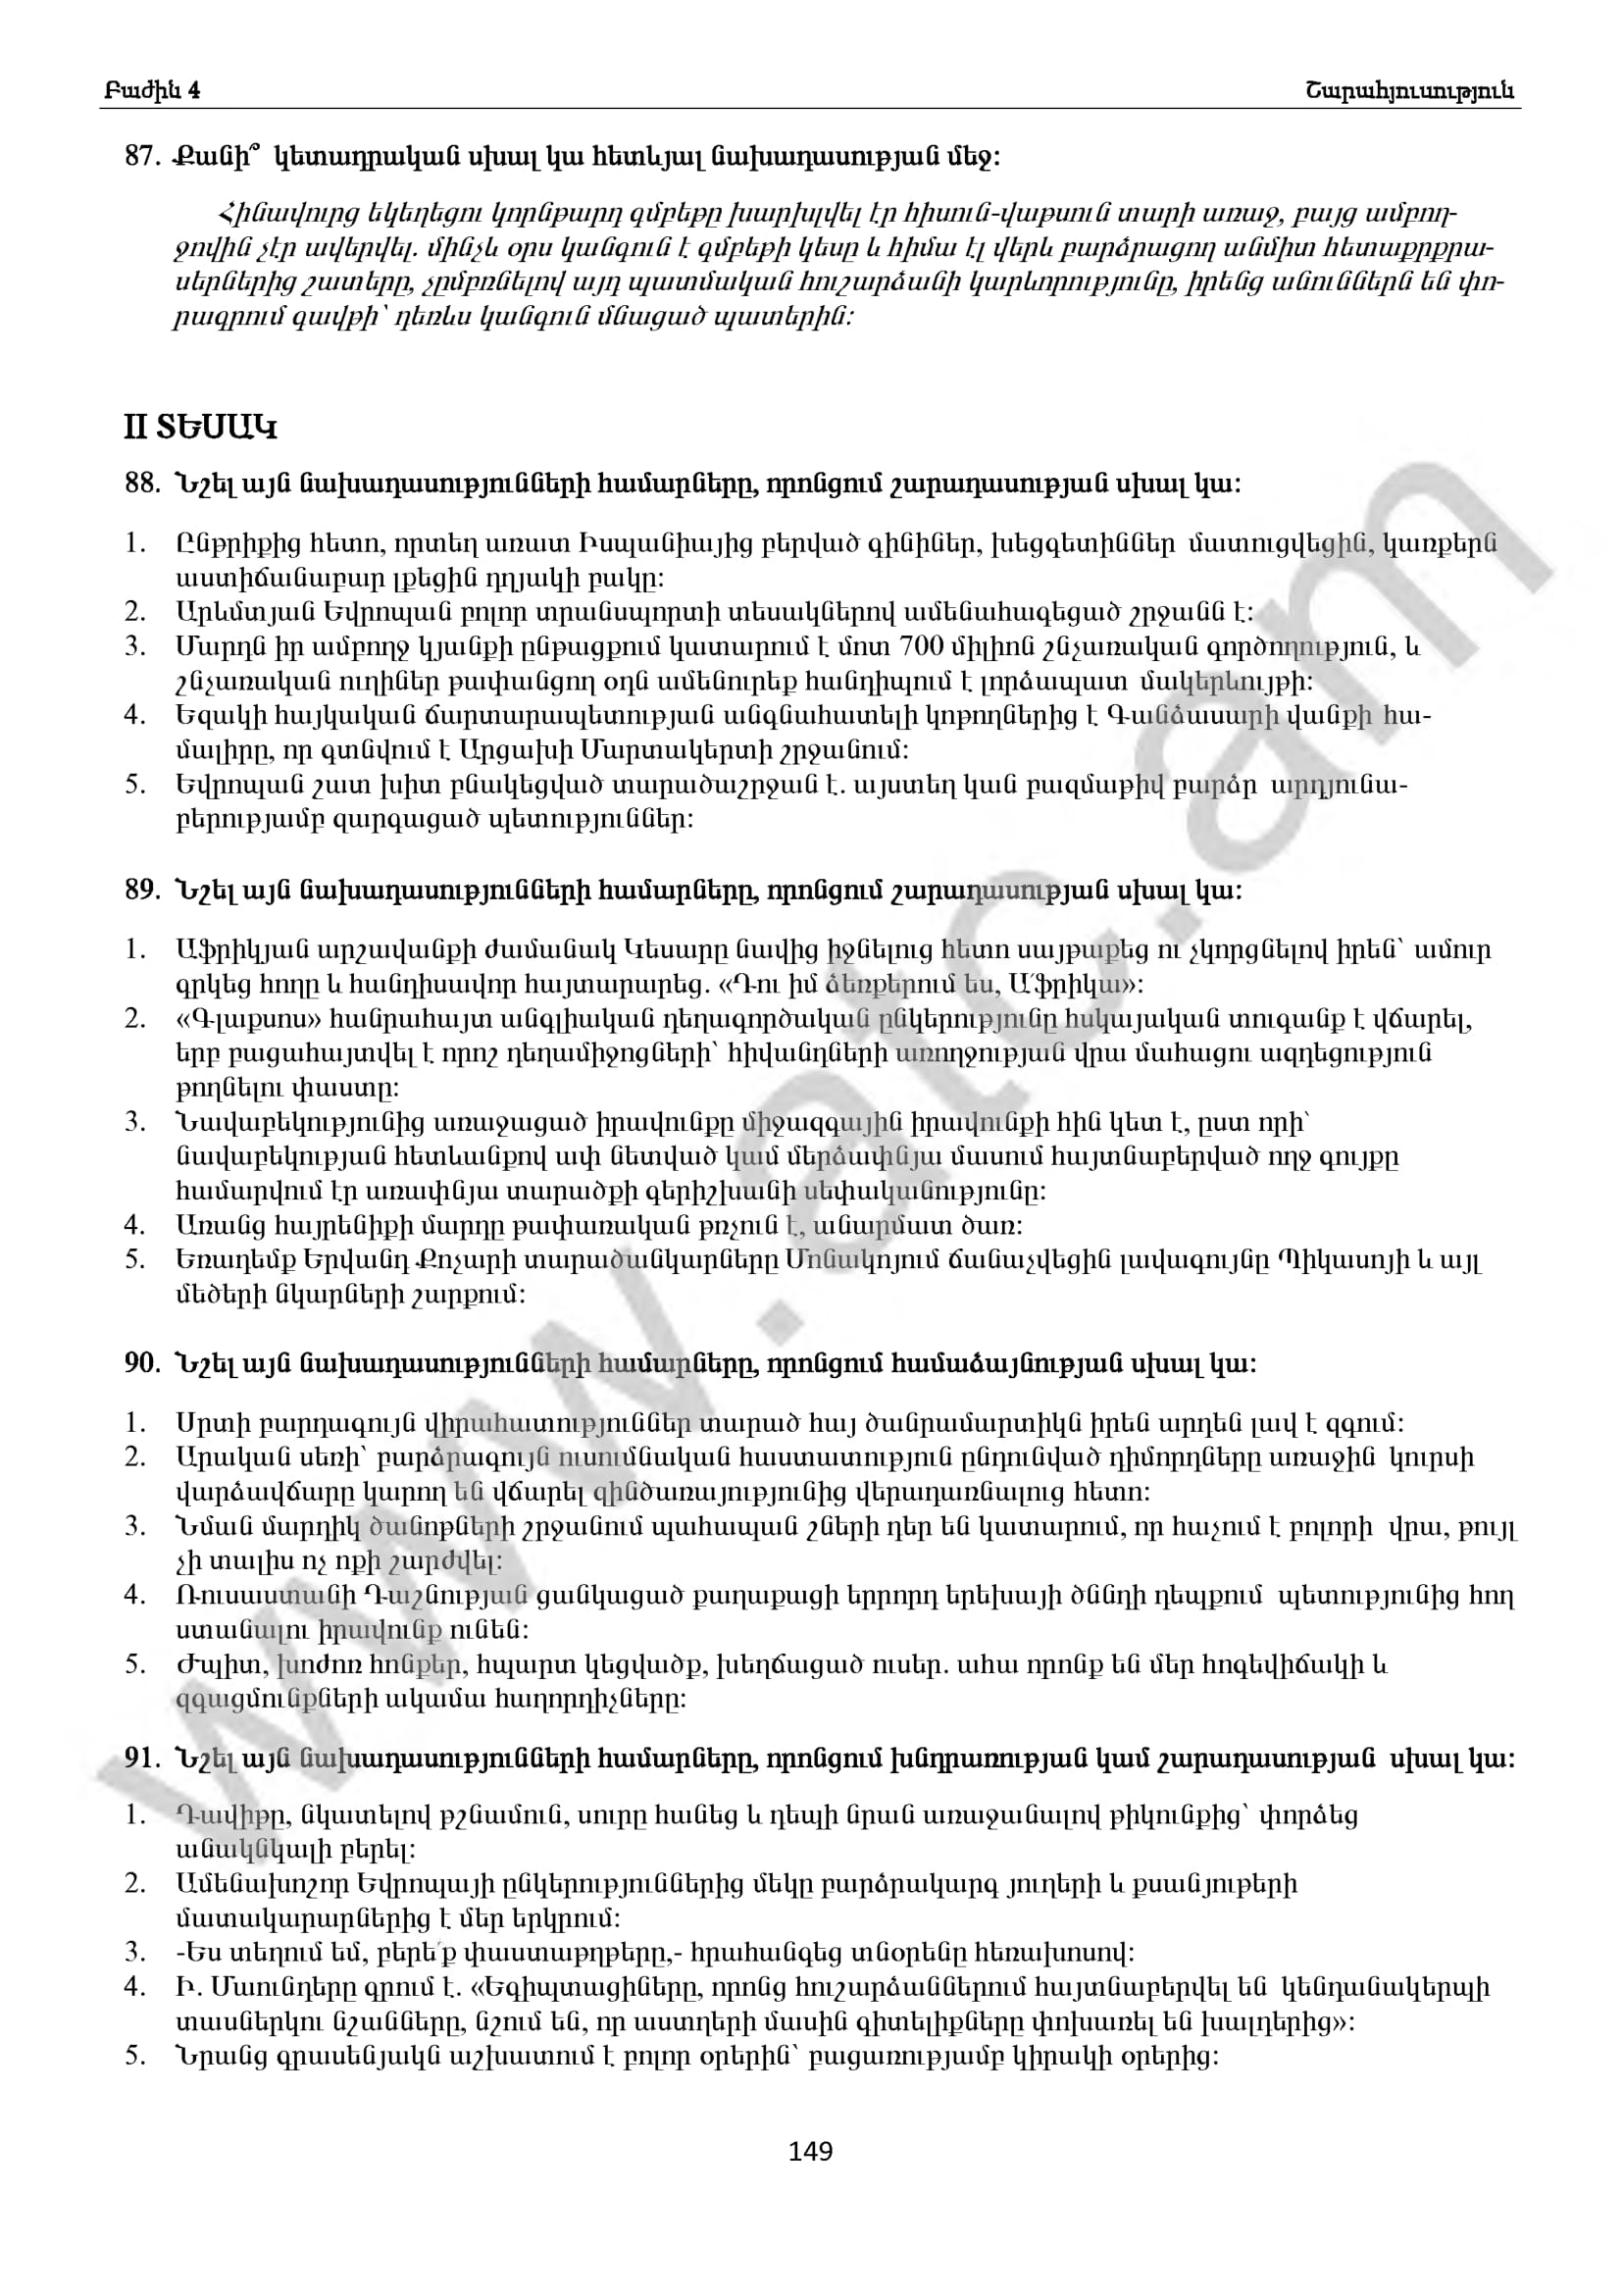 Բաժին 4 Շարահյուսություն
87. Քանի՞ կետադրական սխալ կա հետևյալ նախադասության մեջ:
Հինավուրց եկեղեցու կորնթարդ գմբեթը խարխլվել էր հիսուն-վաթսուն տարի առաջ, բայց ամբող-
ջովին չէր ավերվել. մինչև օրս կանգուն է գմբեթի կեսը և հիմա էլ վերև բարձրացող անմիտ հետաքրքրա-
սերներից շատերը, չըմբռնելով այդ պատմական հուշարձանի կարևորությունը, իրենց անուններն են փո-
րագրում գավթի՝ դեռևս կանգուն մնացած պատերին:
II ՏԵՍԱԿ
88. Նշել այն նախադասությունների համարները, որոնցում շարադասության սխալ կա:
1. Ընթրիքից հետո, որտեղ առատ Իսպանիայից բերված գինիներ, խեցգետիններ մատուցվեցին, կառքերն
աստիճանաբար լքեցին դղյակի բակը:
2. Արևմտյան Եվրոպան բոլոր տրանսպորտի տեսակներով ամենահագեցած շրջանն է:
3. Մարդն իր ամբողջ կյանքի ընթացքում կատարում է մոտ 700 միլիոն շնչառական գործողություն, և
շնչառական ուղիներ թափանցող օդն ամենուրեք հանդիպում է լորձապատ մակերևույթի:
4. Եզակի հայկական ճարտարապետության անգնահատելի կոթողներից է Գանձասարի վանքի հա-
մալիրը, որ գտնվում է Արցախի Մարտակերտի շրջանում:
5. Եվրոպան շատ խիտ բնակեցված տարածաշրջան է. այստեղ կան բազմաթիվ բարձր արդյունա-
բերությամբ զարգացած պետություններ:
89. Նշել այն նախադասությունների համարները, որոնցում շարադասության սխալ կա:
1. Աֆրիկյան արշավանքի ժամանակ Կեսարը նավից իջնելուց հետո սայթաքեց ու չկորցնելով իրեն՝ ամուր
գրկեց հողը և հանդիսավոր հայտարարեց. «Դու իմ ձեռքերում ես, Ա՜ֆրիկա»:
2. «Գլաքսոս» հանրահայտ անգլիական դեղագործական ընկերությունը հսկայական տուգանք է վճարել,
երբ բացահայտվել է որոշ դեղամիջոցների՝ հիվանդների առողջության վրա մահացու ազդեցություն
թողնելու փաստը:
3. Նավաբեկությունից առաջացած իրավունքը միջազգային իրավունքի հին կետ է, ըստ որի՝
նավաբեկության հետևանքով ափ նետված կամ մերձափնյա մասում հայտնաբերված ողջ գույքը
համարվում էր առափնյա տարածքի գերիշխանի սեփականությունը:
4. Առանց հայրենիքի մարդը թափառական թռչուն է, անարմատ ծառ:
5. Եռադեմք Երվանդ Քոչարի տարածանկարները Մոնակոյում ճանաչվեցին լավագույնը Պիկասոյի և այլ
մեծերի նկարների շարքում:
90. Նշել այն նախադասությունների համարները, որոնցում համաձայնության սխալ կա:
1. Սրտի բարդագույն վիրահատություններ տարած հայ ծանրամարտիկն իրեն արդեն լավ է զգում:
2. Արական սեռի՝ բարձրագույն ուսումնական հաստատություն ընդունված դիմորդները առաջին կուրսի
վարձավճարը կարող են վճարել զինծառայությունից վերադառնալուց հետո:
3. Նման մարդիկ ծանոթների շրջանում պահապան շների դեր են կատարում, որ հաչում է բոլորի վրա, թույլ
չի տալիս ոչ ոքի շարժվել:
4. Ռուսաստանի Դաշնության ցանկացած քաղաքացի երրորդ երեխայի ծննդի դեպքում պետությունից հող
ստանալու իրավունք ունեն:
5. Ժպիտ, խոժոռ հոնքեր, հպարտ կեցվածք, խեղճացած ուսեր. ահա որոնք են մեր հոգեվիճակի և
զգացմունքների ակամա հաղորդիչները:
91. Նշել այն նախադասությունների համարները, որոնցում խնդրառության կամ շարադասության սխալ կա:
1. Դավիթը, նկատելով թշնամուն, սուրը հանեց և դեպի նրան առաջանալով թիկունքից՝ փորձեց
անակնկալի բերել:
2. Ամենախոշոր Եվրոպայի ընկերություններից մեկը բարձրակարգ յուղերի և քսանյութերի
մատակարարներից է մեր երկրում:
3. -Ես տեղում եմ, բերե՛ք փաստաթղթերը,- հրահանգեց տնօրենը հեռախոսով:
4. Ի. Մաունդերը գրում է. «Եգիպտացիները, որոնց հուշարձաններում հայտնաբերվել են կենդանակերպի
տասներկու նշանները, նշում են, որ աստղերի մասին գիտելիքները փոխառել են խալդերից»:
5. Նրանց գրասենյակն աշխատում է բոլոր օրերին՝ բացառությամբ կիրակի օրերից:
149
www.atc.am